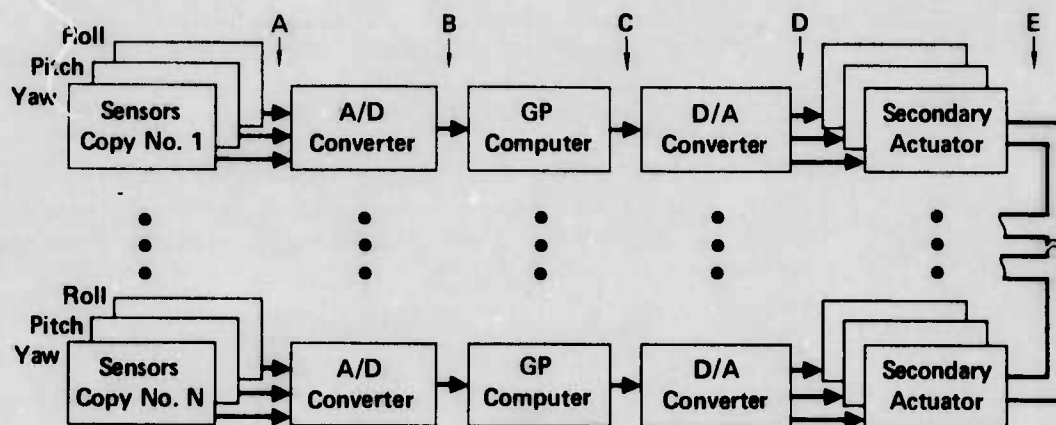 A B C D E
Roll
Pitch
Yaw
Sensors
Copy No. 1
A/D
Converter
GP
Computer
D/A
Converter
Secondary
Actuator
Roll
Pitch
Yaw
Sensors
Copy No. N
A/D
Converter
GP
Computer
D/A
Converter
Secondary
Actuator